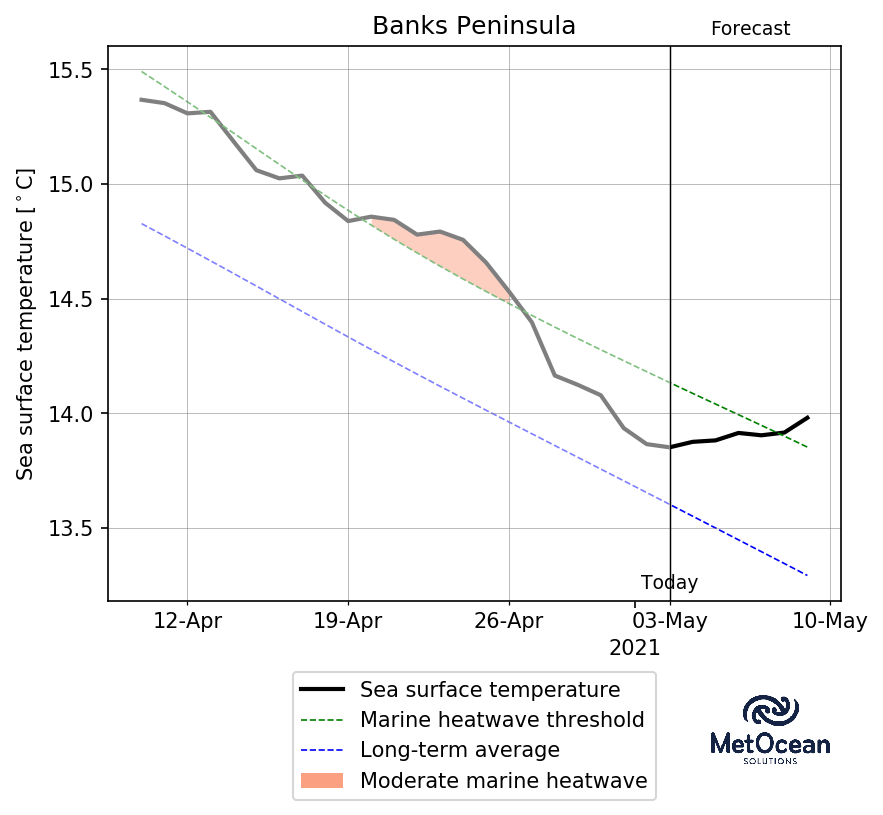 Banks Peninsula
Forecast
Sea surface temperature [°C]
15.5
15.0
14.5
14.0
13.5
Today
12-Apr
19-Apr
26-Apr
03-May
10-May
2021
Sea surface temperature
Marine heatwave threshold
Long-term average
Moderate marine heatwave
MetOcean
SOLUTIONS